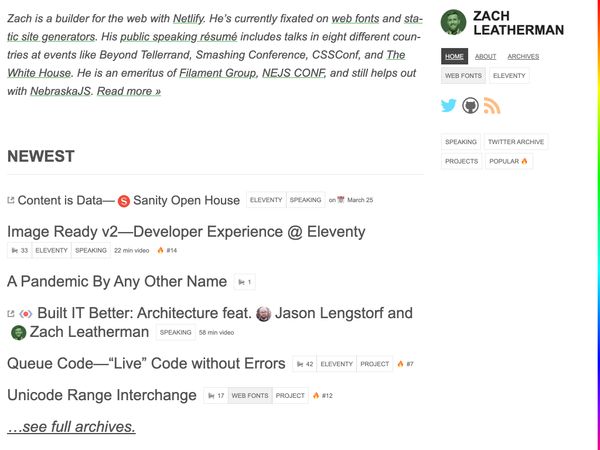 Zach is a builder for the web with Netlify. He’s currently fixated on web fonts and sta-
tic site generators. His public speaking résumé includes talks in eight different coun-
tries at events like Beyond Tellerrand, Smashing Conference, CSSConf, and The
White House. He is an emeritus of Filament Group, NEJS CONF, and still helps out
with NebraskaJS. Read more »
NEWEST
Content is Data— S Sanity Open House ELEVENTY SPEAKING on March 25
Image Ready v2—Developer Experience @ Eleventy
33 ELEVENTY SPEAKING 22 min video #14
A Pandemic By Any Other Name 1
Built IT Better: Architecture feat. Jason Lengstorf and
Zach Leatherman SPEAKING 58 min video
Queue Code—“Live” Code without Errors 42 ELEVENTY PROJECT #7
Unicode Range Interchange 17 WEB FONTS PROJECT #12
…see full archives.
ZACH
LEATHERMAN
HOME ABOUT ARCHIVES
WEB FONTS ELEVENTY
SPEAKING TWITTER ARCHIVE
PROJECTS POPULAR